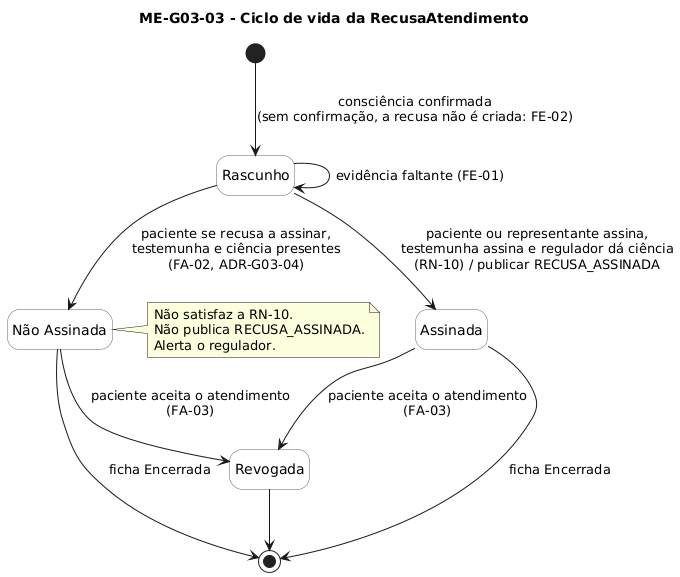 ME-G03-03 - Ciclo de vida da RecusaAtendimento
consciência confirmada
(sem confirmação, a recusa não é criada: FE-02)
Rascunho
evidência faltante (FE-01)
paciente se recusa a assinar,
testemunha e ciência presentes
(FA-02, ADR-G03-04)
paciente ou representante assina,
testemunha assina e regulador dá ciência
(RN-10) / publicar RECUSA_ASSINADA
Não Assinada
Não satisfaz a RN-10.
Não publica RECUSA_ASSINADA.
Alerta o regulador.
Assinada
paciente aceita o atendimento
(FA-03)
paciente aceita o atendimento
(FA-03)
ficha Encerrada
Revogada
ficha Encerrada